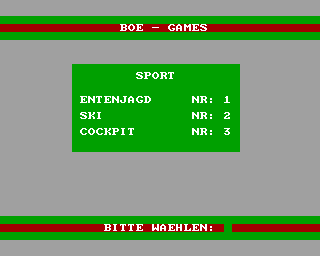 BOE - GAMES
SPORT
ENTENJAGD NR: 1
SKI NR: 2
COCKPIT NR: 3
BITTE WAEHLEN: